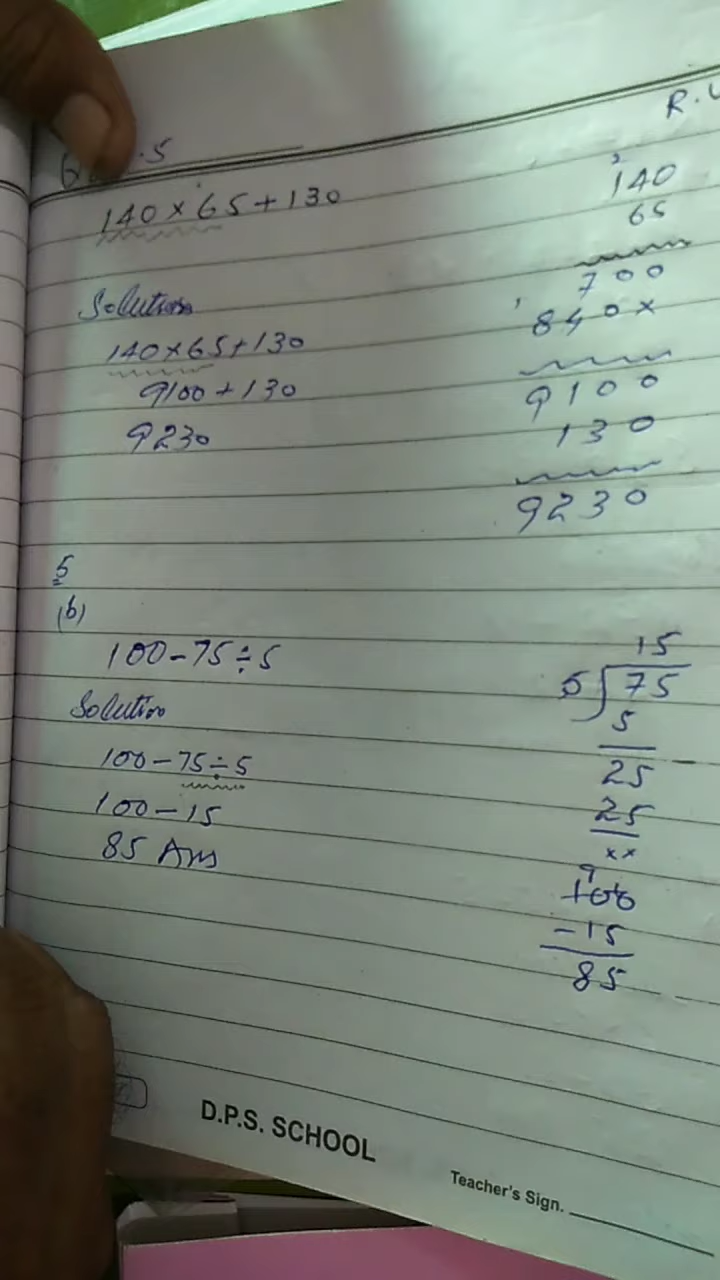 140 × 65 + 130
Solution
140 × 65 + 130
9100 + 130
9230
R.
140
65
700
840×
9100
130
9230
5
(b)
100 - 75 ÷ 5
Solution
100 - 75 ÷ 5
100 - 15
85 Ans
15
5 75
5
25
25
××
9
100
-15
85
D.P.S. SCHOOL
Teacher's Sign.